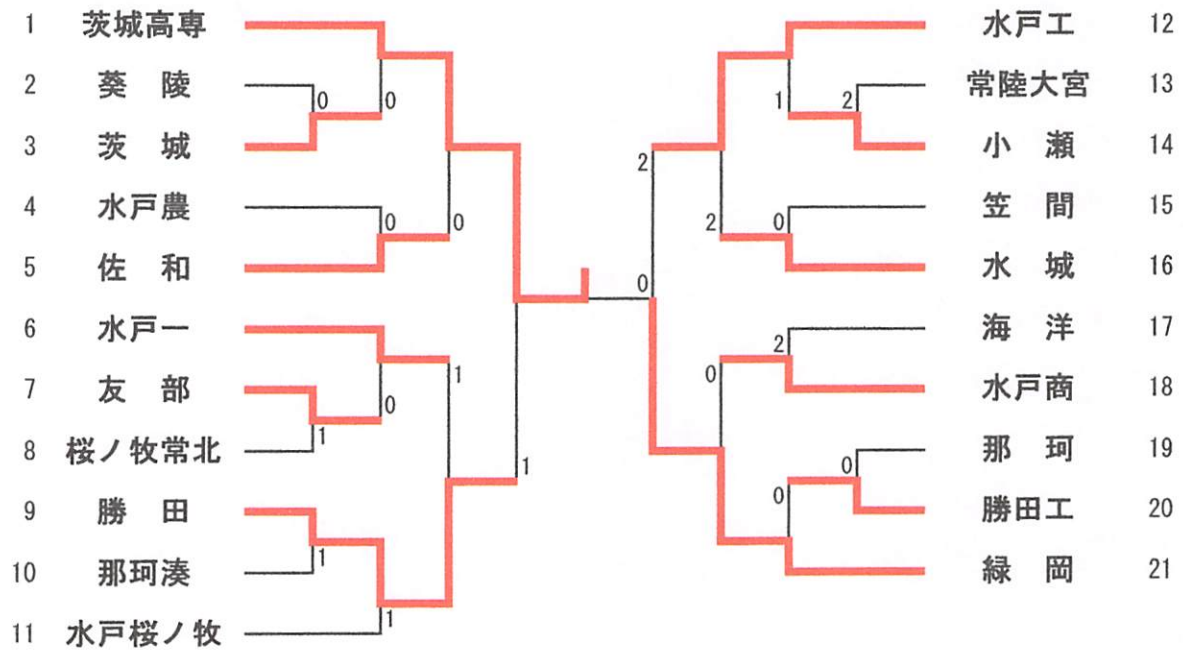 1 茨城高専
2 葵 陵
0
0
3 茨 城
4 水戸農
0
0
5 佐 和
6 水戸一
1
7 友 部
0
8 桜ノ牧常北
1
1
9 勝 田
10 那珂湊
1
11 水戸桜ノ牧
1
水戸工 12
常陸大宮 13
1
2
小 瀬 14
2
笠 間 15
2
0
水 城 16
0
海 洋 17
2
0
水戸商 18
那 珂 19
0
0
勝田工 20
緑 岡 21